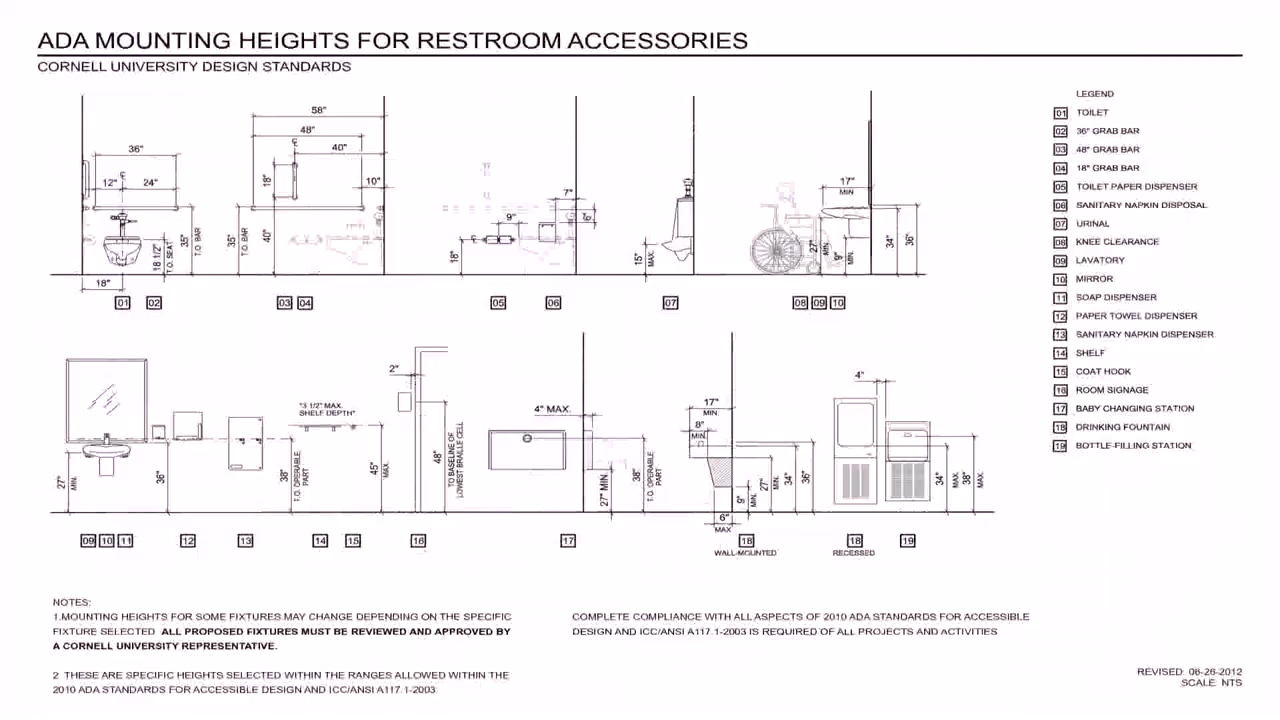 ADA MOUNTING HEIGHTS FOR RESTROOM ACCESSORIES
CORNELL UNIVERSITY DESIGN STANDARDS
LEGEND
01 TOILET
02 36" GRAB BAR
03 48" GRAB BAR
04 18" GRAB BAR
05 TOILET PAPER DISPENSER
06 SANITARY NAPKIN DISPOSAL
07 URINAL
08 KNEE CLEARANCE
09 LAVATORY
10 MIRROR
11 SOAP DISPENSER
12 PAPER TOWEL DISPENSER
13 SANITARY NAPKIN DISPENSER
14 SHELF
15 COAT HOOK
16 ROOM SIGNAGE
17 BABY CHANGING STATION
18 DRINKING FOUNTAIN
19 BOTTLE-FILLING STATION
36"
12" 24"
18 1/2"
T.O. SEAT
35"
T.O. BAR
18"
01 02
58"
48"
40"
18"
10"
35"
T.O. BAR
40"
03 04
7"
9"
18"
05 06
15"
MAX.
07
17"
MIN.
27"
MIN.
9"
MIN.
34"
36"
08 09 10
27"
MIN.
36"
09 10 11
12
38"
T.O. OPERABLE
PART
13
"3 1/2" MAX.
SHELF DEPTH"
45"
MAX.
14 15
2"
48"
TO BASELINE OF
LOWEST BRAILLE CELL
16
4" MAX.
27" MIN.
38"
T.O. OPERABLE
PART
17
17"
MIN.
8"
MIN.
9"
MIN.
27"
MIN.
34"
36"
6"
MAX
18
WALL-MOUNTED
4"
34"
MAX.
38"
MAX.
18
RECESSED
19
NOTES:
1.MOUNTING HEIGHTS FOR SOME FIXTURES MAY CHANGE DEPENDING ON THE SPECIFIC
FIXTURE SELECTED ALL PROPOSED FIXTURES MUST BE REVIEWED AND APPROVED BY
A CORNELL UNIVERSITY REPRESENTATIVE.
2 THESE ARE SPECIFIC HEIGHTS SELECTED WITHIN THE RANGES ALLOWED WITHIN THE
2010 ADA STANDARDS FOR ACCESSIBLE DESIGN AND ICC/ANSI A117.1-2003
COMPLETE COMPLIANCE WITH ALL ASPECTS OF 2010 ADA STANDARDS FOR ACCESSIBLE
DESIGN AND ICC/ANSI A117.1-2003 IS REQUIRED OF ALL PROJECTS AND ACTIVITIES
REVISED: 06-26-2012
SCALE: NTS